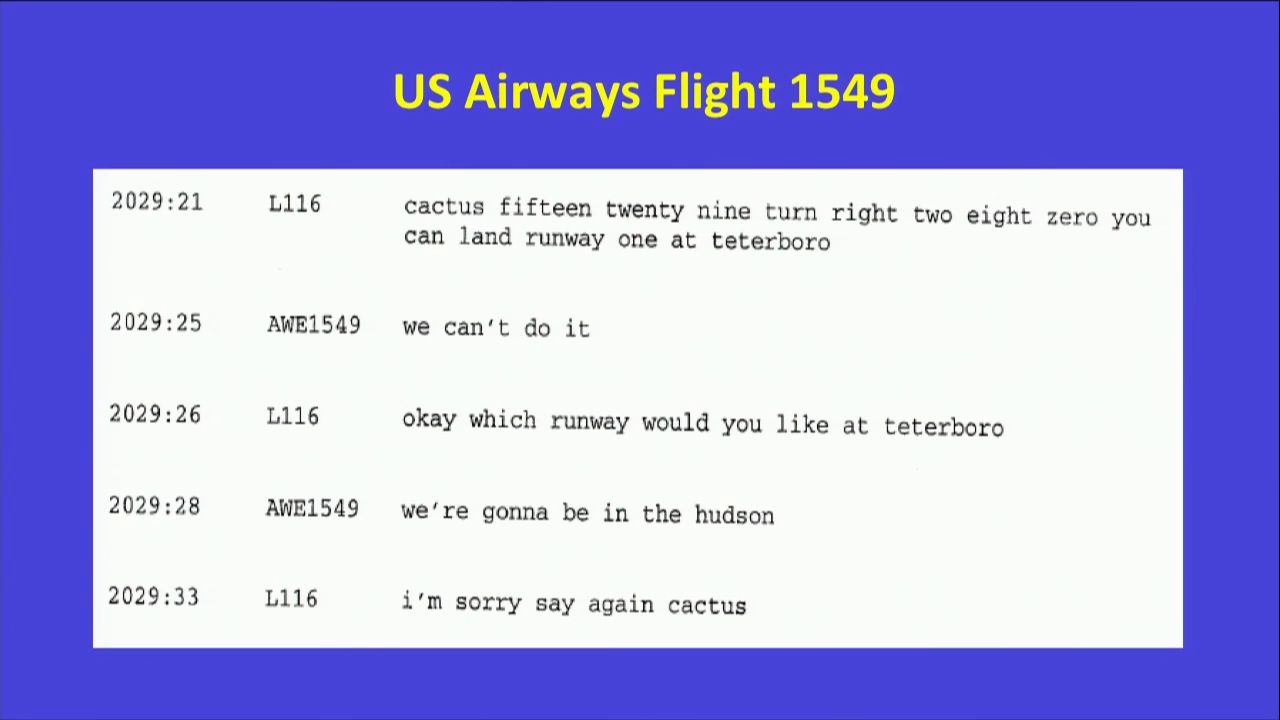 US Airways Flight 1549
2029:21 L116 cactus fifteen twenty nine turn right two eight zero you
can land runway one at teterboro
2029:25 AWE1549 we can't do it
2029:26 L116 okay which runway would you like at teterboro
2029:28 AWE1549 we're gonna be in the hudson
2029:33 L116 i'm sorry say again cactus